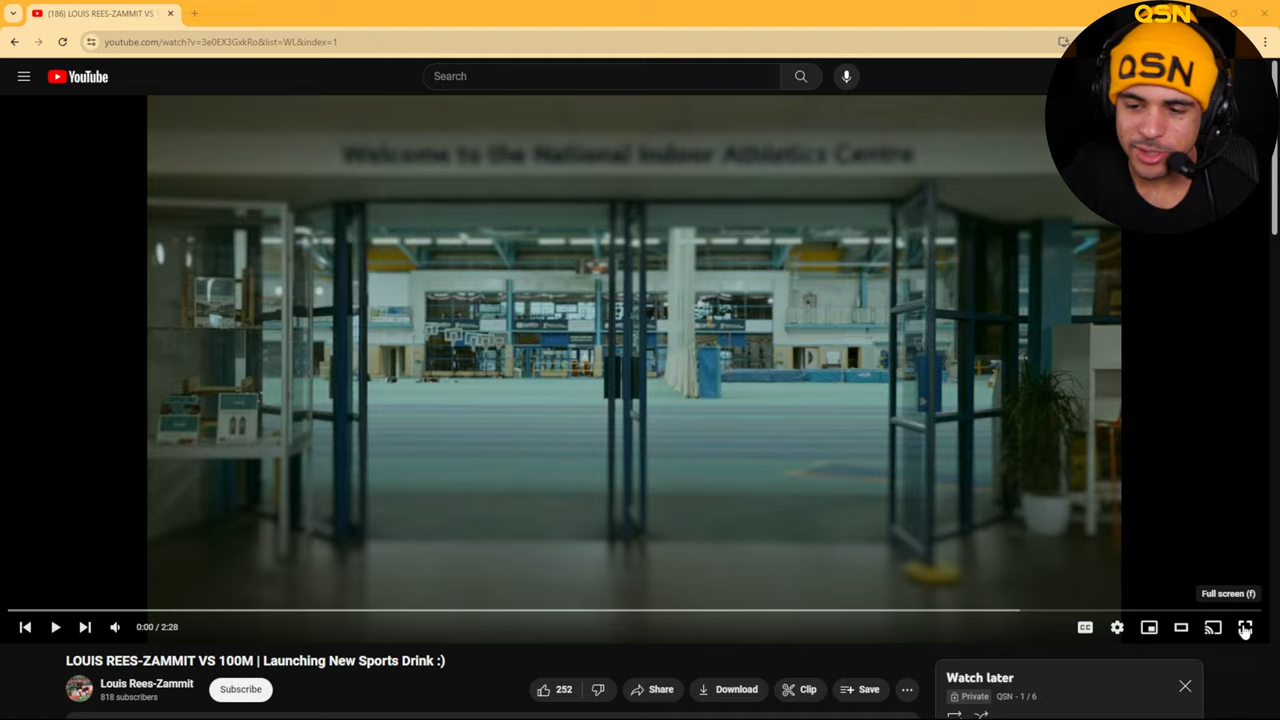 (186) LOUIS REES-ZAMMIT VS 1
QSN
youtube.com/watch?v=3e0EX3GxkRo&list=WL&index=1
YouTube
Search
QSN
Welcome to the National Indoor Athletics Centre
Full screen (f)
0:00 / 2:28
CC
LOUIS REES-ZAMMIT VS 100M | Launching New Sports Drink :)
Louis Rees-Zammit
818 subscribers
Subscribe
252
Share
Download
Clip
Save
Watch later
Private
QSN - 1 / 6